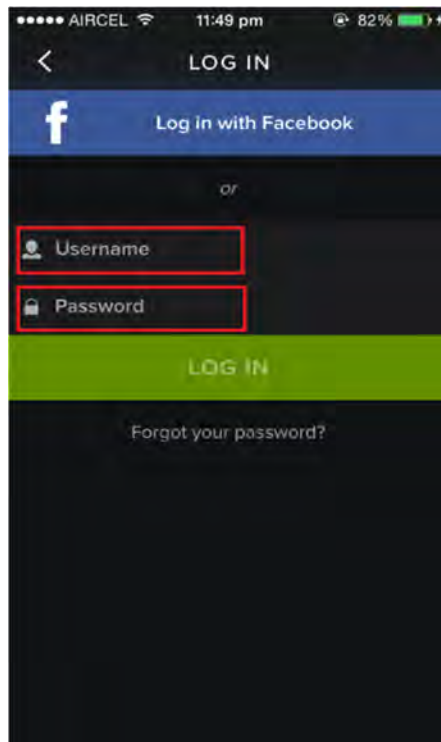 AIRCEL 11:49 pm 82%
LOG IN
f Log in with Facebook
or
Username
Password
LOG IN
Forgot your password?